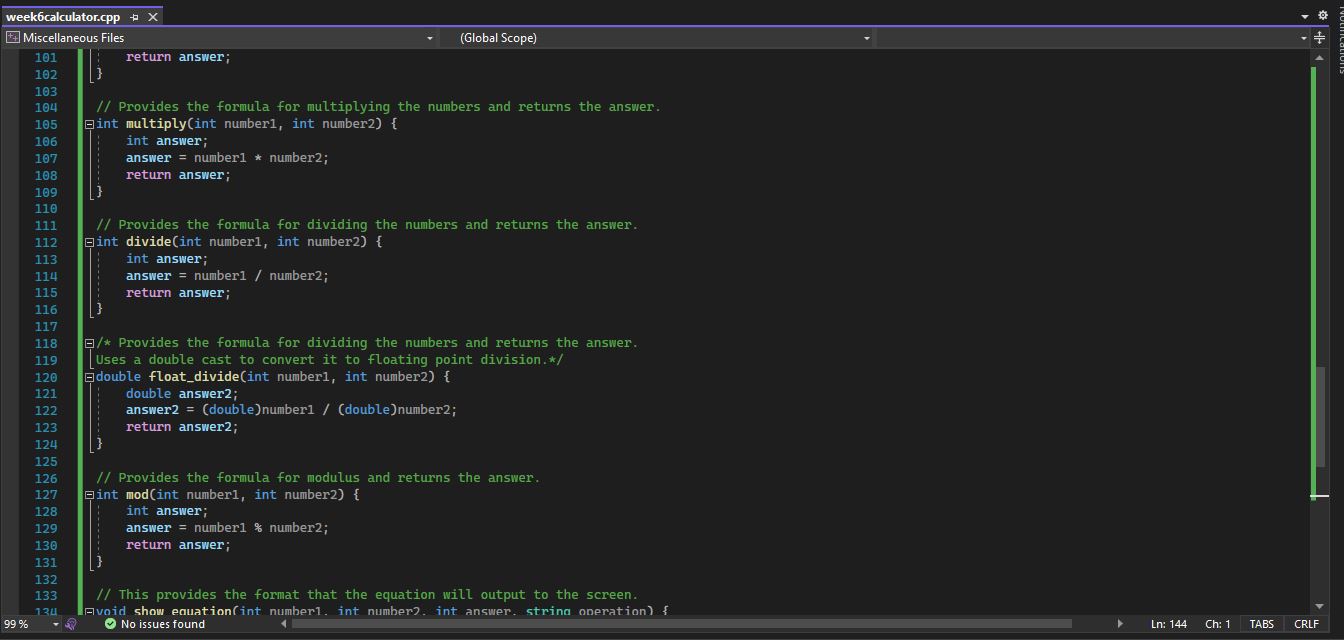 week6calculator.cpp
Miscellaneous Files
(Global Scope)
Notifications
101 return answer;
102 }
103
104 // Provides the formula for multiplying the numbers and returns the answer.
105 int multiply(int number1, int number2) {
106 int answer;
107 answer = number1 * number2;
108 return answer;
109 }
110
111 // Provides the formula for dividing the numbers and returns the answer.
112 int divide(int number1, int number2) {
113 int answer;
114 answer = number1 / number2;
115 return answer;
116 }
117
118 /* Provides the formula for dividing the numbers and returns the answer.
119 Uses a double cast to convert it to floating point division.*/
120 double float_divide(int number1, int number2) {
121 double answer2;
122 answer2 = (double)number1 / (double)number2;
123 return answer2;
124 }
125
126 // Provides the formula for modulus and returns the answer.
127 int mod(int number1, int number2) {
128 int answer;
129 answer = number1 % number2;
130 return answer;
131 }
132
133 // This provides the format that the equation will output to the screen.
134 void show_equation(int number1, int number2, int answer, string operation) {
99 %
No issues found
Ln: 144
Ch: 1
TABS
CRLF